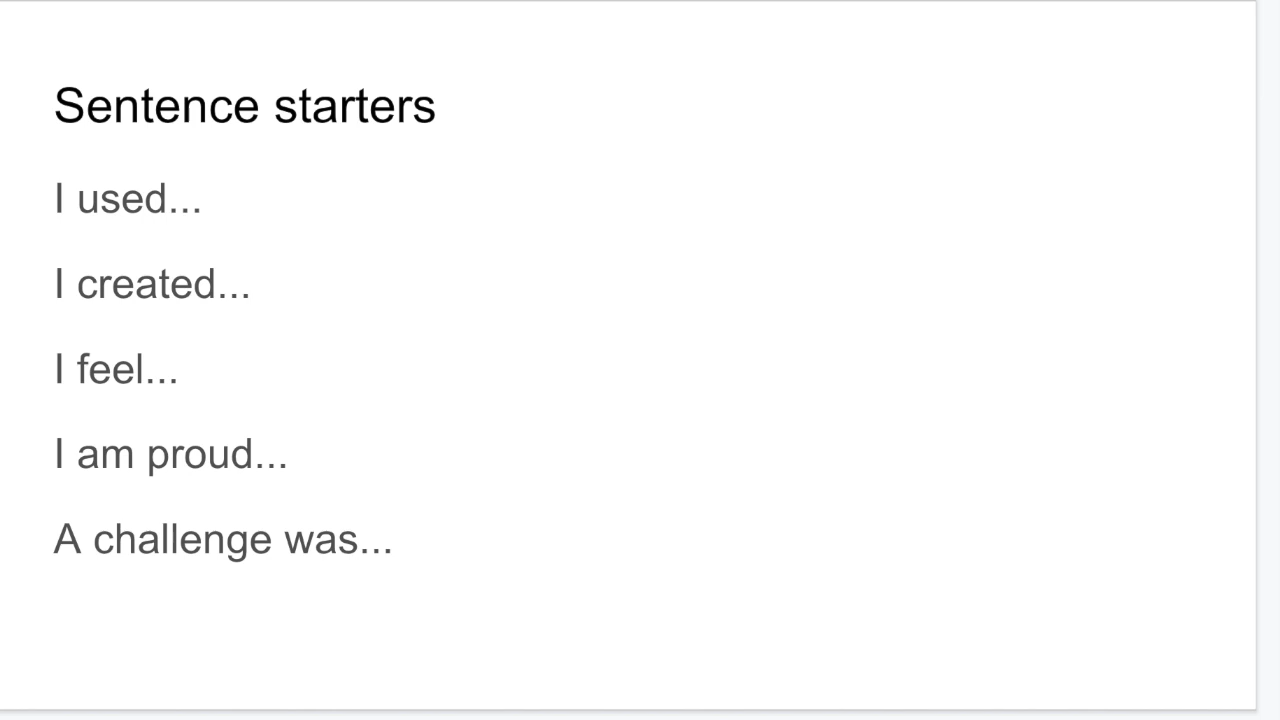 Sentence starters
I used...
I created...
I feel...
I am proud...
A challenge was...